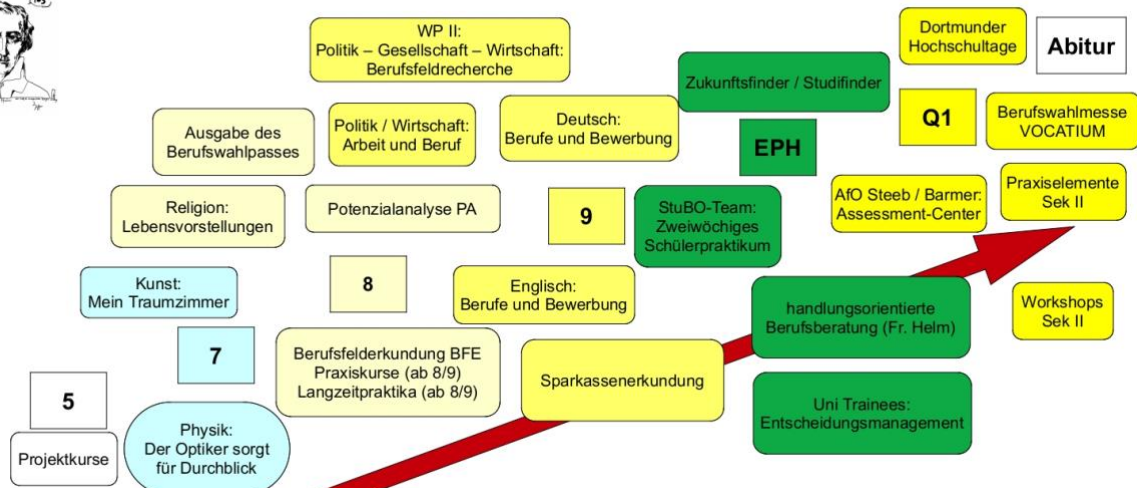 WP II:
Politik – Gesellschaft – Wirtschaft:
Berufsfeldrecherche
Dortmunder
Hochschultage
Abitur
Zukunftsfinder / Studifinder
Ausgabe des
Berufswahlpasses
Politik / Wirtschaft:
Arbeit und Beruf
Deutsch:
Berufe und Bewerbung
EPH
Q1
Berufswahlmesse
VOCATIUM
Religion:
Lebensvorstellungen
Potenzialanalyse PA
9
StuBO-Team:
Zweiwöchiges
Schülerpraktikum
AfO Steeb / Barmer:
Assessment-Center
Praxiselemente
Sek II
Kunst:
Mein Traumzimmer
8
Englisch:
Berufe und Bewerbung
handlungsorientierte
Berufsberatung (Fr. Helm)
Workshops
Sek II
7
Berufsfelderkundung BFE
Praxiskurse (ab 8/9)
Langzeitpraktika (ab 8/9)
Sparkassenerkundung
5
Projektkurse
Physik:
Der Optiker sorgt
für Durchblick
Uni Trainees:
Entscheidungsmanagement